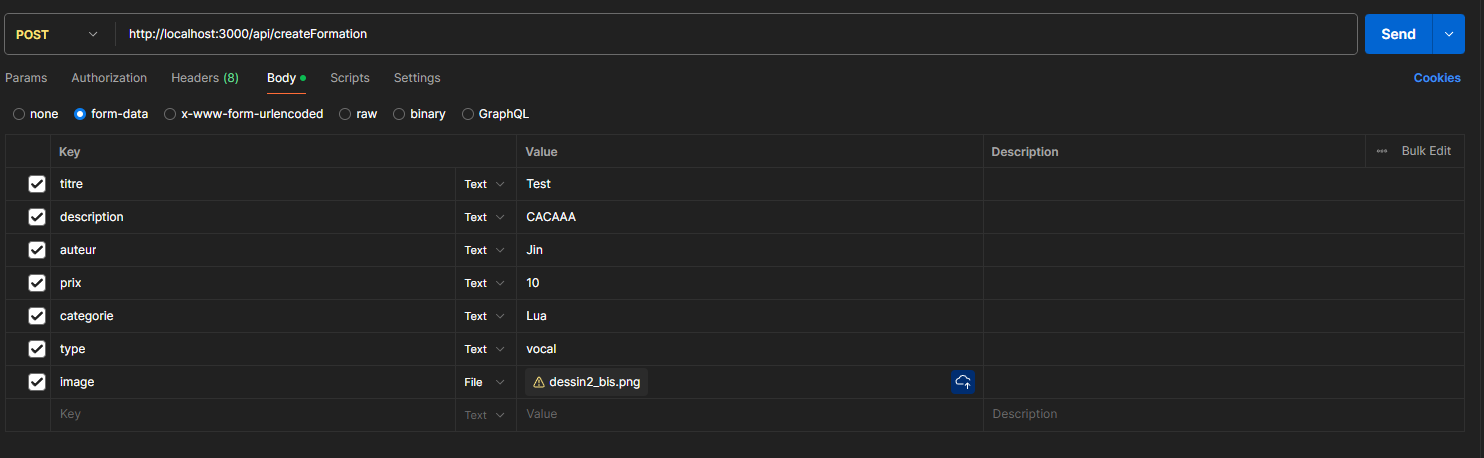 POST http://localhost:3000/api/createFormation Send
Params Authorization Headers (8) Body Scripts Settings Cookies
none form-data x-www-form-urlencoded raw binary GraphQL
Key Value Description Bulk Edit
titre Text Test
description Text CACAAA
auteur Text Jin
prix Text 10
categorie Text Lua
type Text vocal
image File dessin2_bis.png
Key Text Value Description